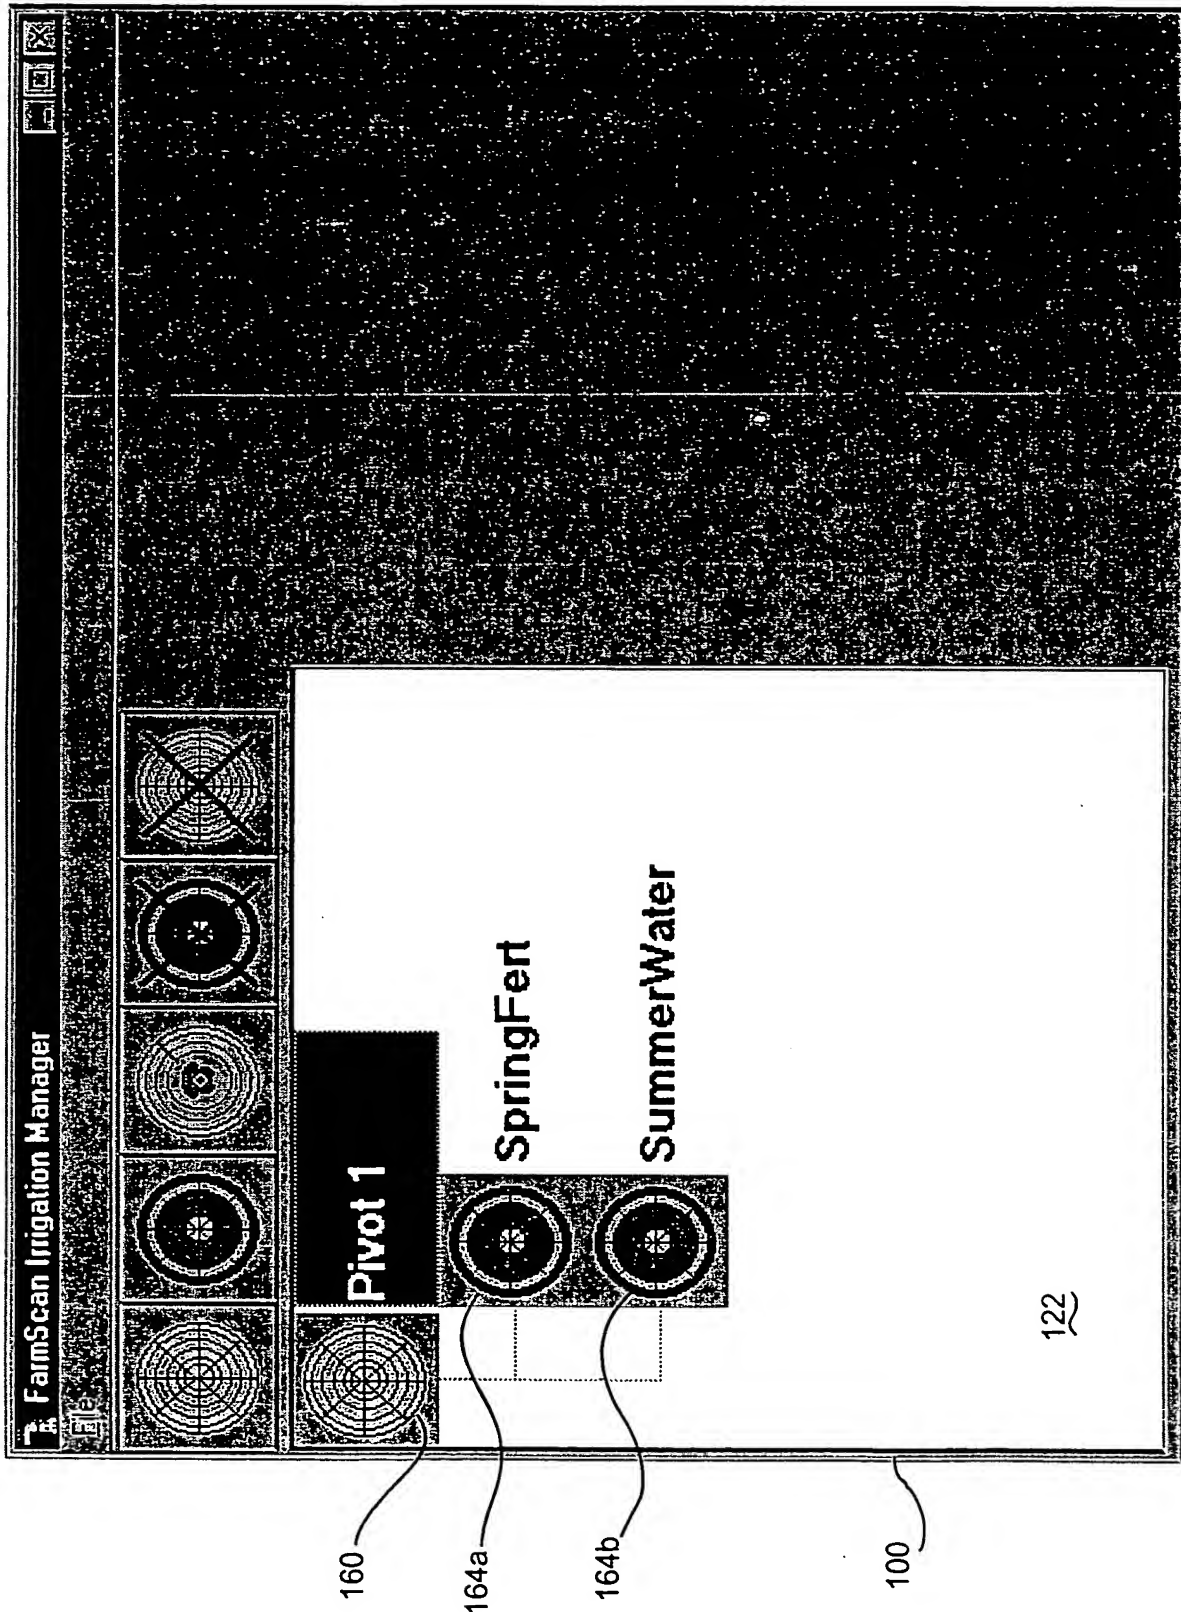 FarmScan Irrigation Manager
File
Pivot 1
SpringFert
SummerWater
160
164a
164b
122
100